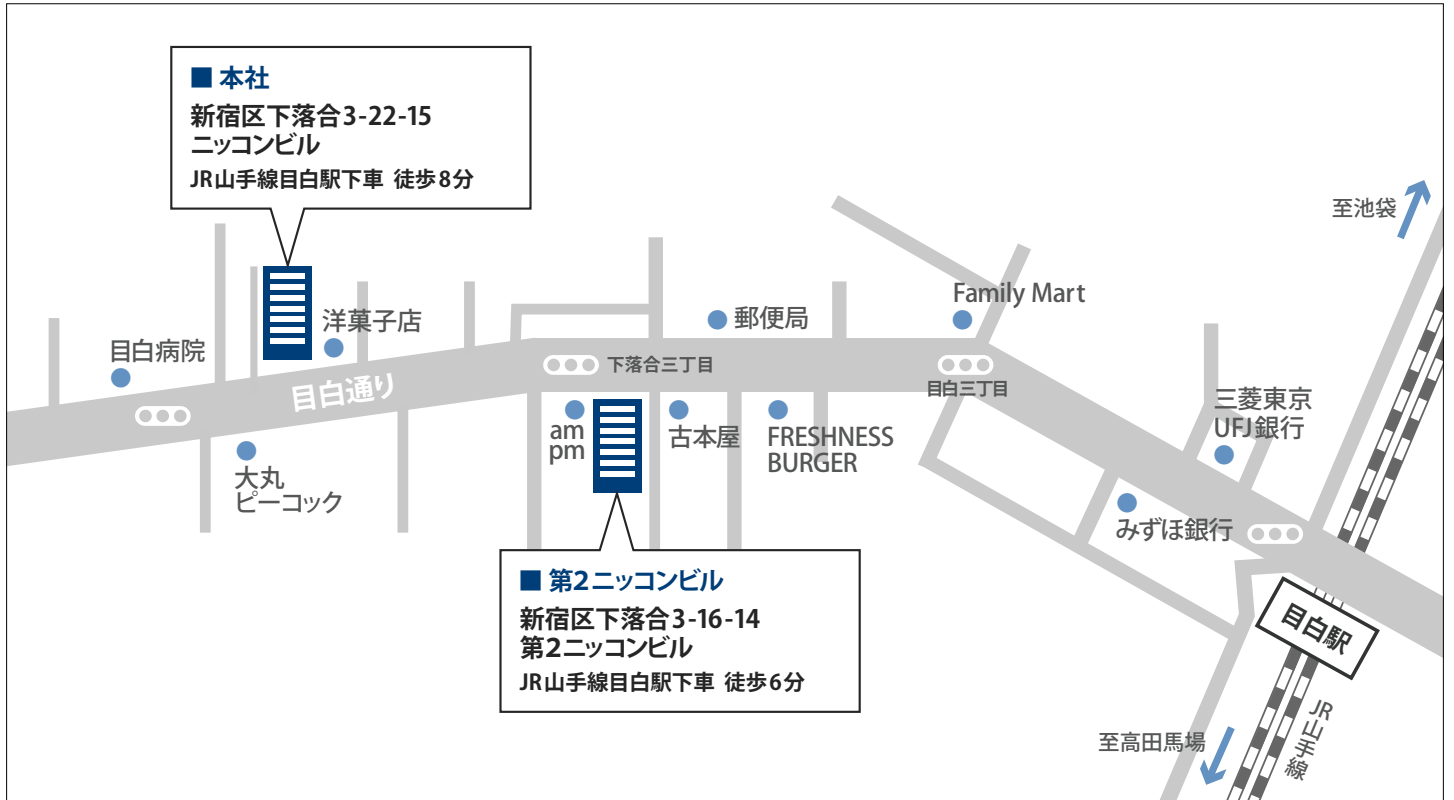 ■ 本社
新宿区下落合3-22-15
ニッコンビル
JR山手線目白駅下車 徒歩8分
至池袋
Family Mart
郵便局
洋菓子店
目白病院
下落合三丁目
目白三丁目
目白通り
三菱東京
UFJ銀行
am
pm
古本屋
FRESHNESS
BURGER
大丸
ピーコック
みずほ銀行
■ 第2ニッコンビル
新宿区下落合3-16-14
第2ニッコンビル
JR山手線目白駅下車 徒歩6分
目白駅
JR山手線
至高田馬場